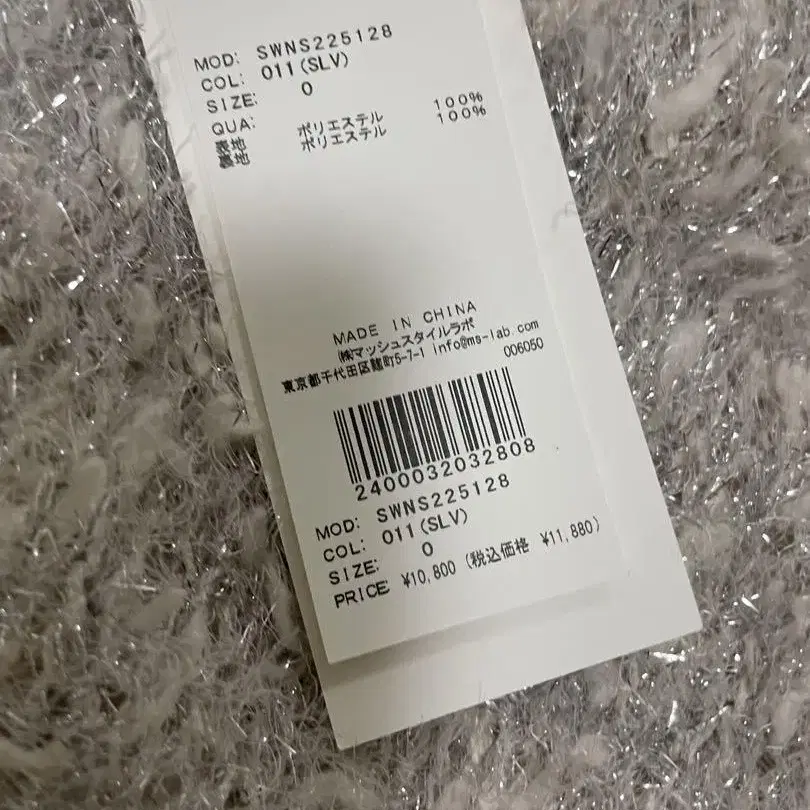 MOD: SWNS225128
COL: 011(SLV)
SIZE: 0
QUA:
表地 ポリエステル 100%
裏地 ポリエステル 100%
MADE IN CHINA
㈱マッシュスタイルラボ
東京都千代田区麹町5-7-1 info@ms-lab.com
006050
2400032032808
MOD: SWNS225128
COL: 011(SLV)
SIZE: 0
PRICE: ¥10,800 (税込価格 ¥11,880)